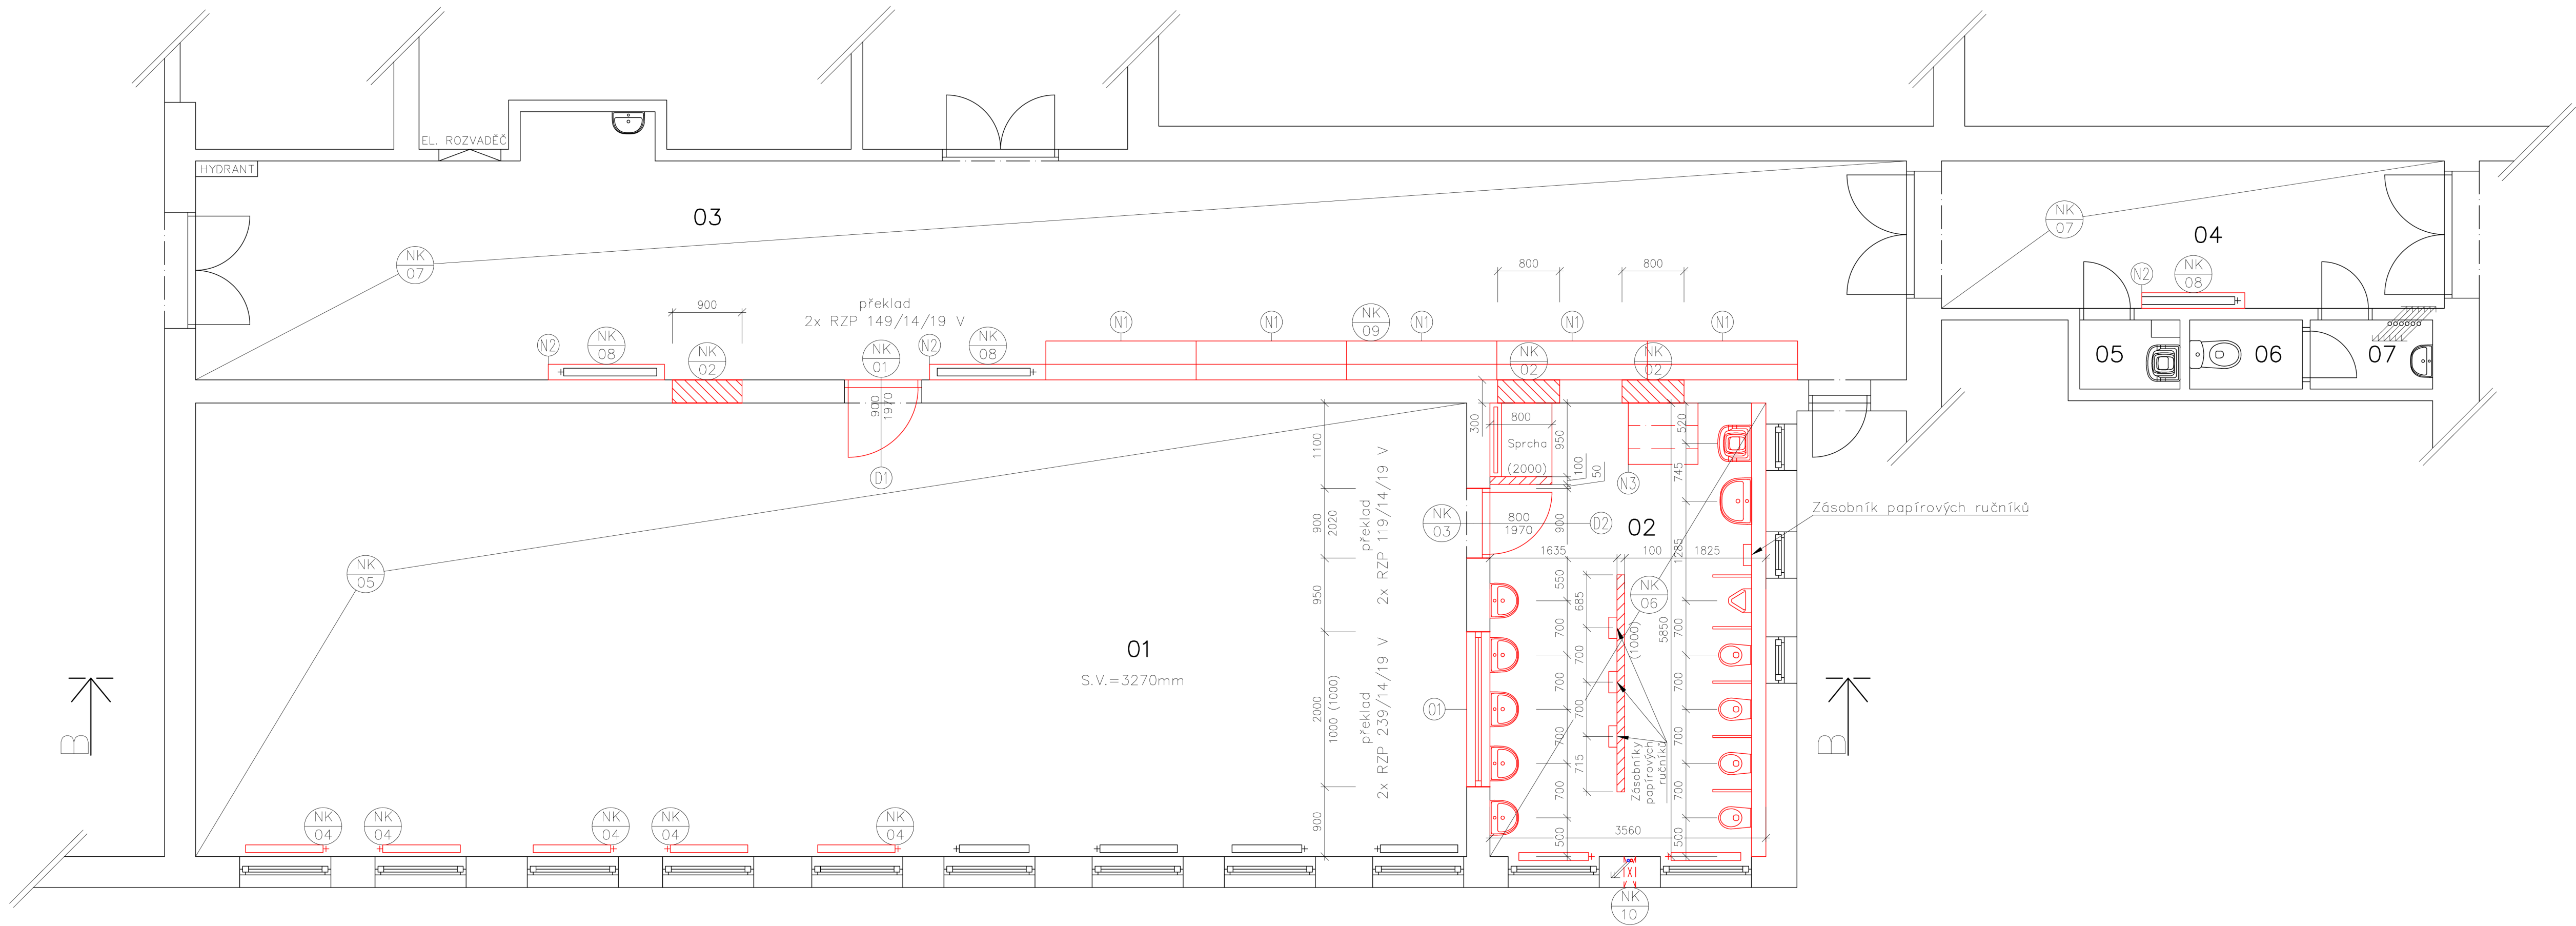 EL. ROZVADĚČ
HYDRANT
03
NK
07
NK
07
04
800
800
900
překlad
2x RZP 149/14/19 V
N2
NK
08
NK
02
NK
01
N2
NK
08
N1
N1
NK
09
N1
N1
N1
NK
02
NK
02
N2
NK
08
05
06
07
900
1970
D1
300
800
Sprcha
(2000)
950
100
50
N3
520
745
1100
900
2020
950
2000
1000 (1000)
900
překlad
2x RZP 119/14/19 V
překlad
2x RZP 239/14/19 V
NK
03
800
1970
D2
900
02
Zásobník papírových ručníků
1635
100
1825
1285
NK
05
NK
06
550
685
(1000)
5850
700
700
700
700
700
700
700
700
700
700
715
Zásobníky
papírových
ručníků
01
S.V.=3270mm
O1
B
B
3560
500
500
NK
04
NK
04
NK
04
NK
04
NK
04
NK
10